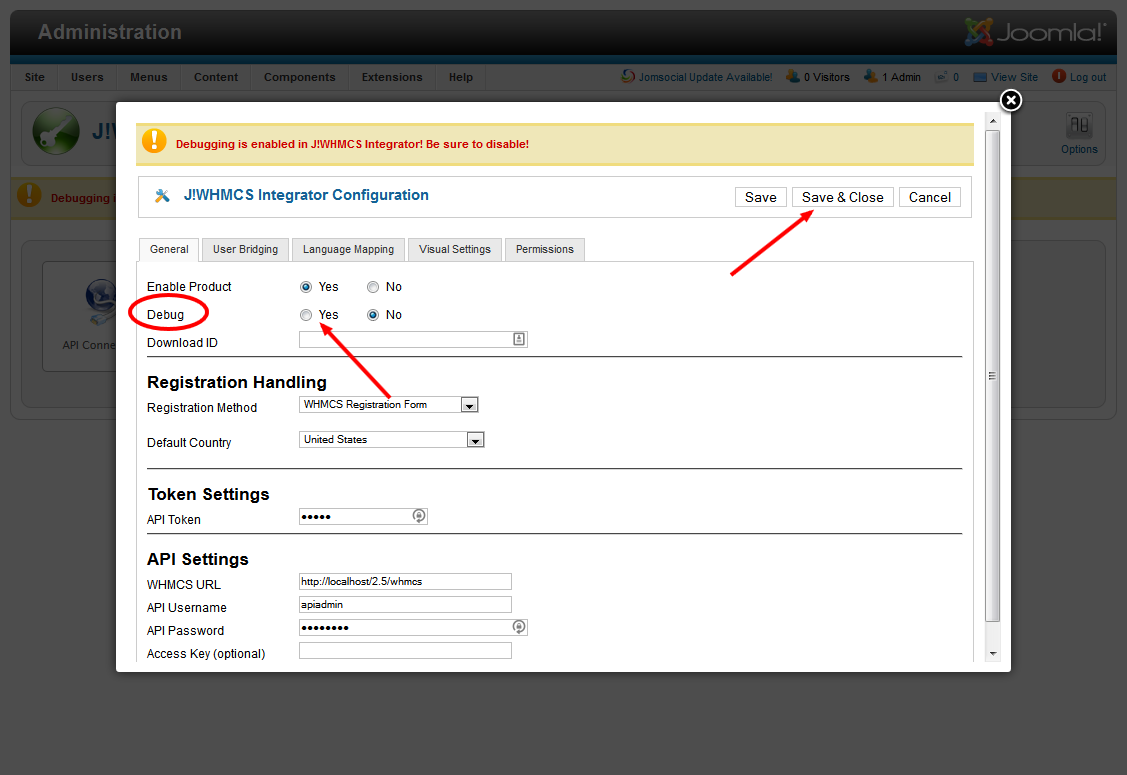 Administration
Joomla!
Site Users Menus Content Components Extensions Help Jomsocial Update Available! 0 Visitors 1 Admin 0 View Site Log out
J!W
Options
Debugging is enabled in J!WHMCS Integrator! Be sure to disable!
Debugging
J!WHMCS Integrator Configuration
Save Save & Close Cancel
General User Bridging Language Mapping Visual Settings Permissions
Enable Product Yes No
Debug Yes No
Download ID
API Conne
Registration Handling
Registration Method WHMCS Registration Form
Default Country United States
Token Settings
API Token •••••
API Settings
WHMCS URL http://localhost/2.5/whmcs
API Username apiadmin
API Password ••••••••
Access Key (optional)